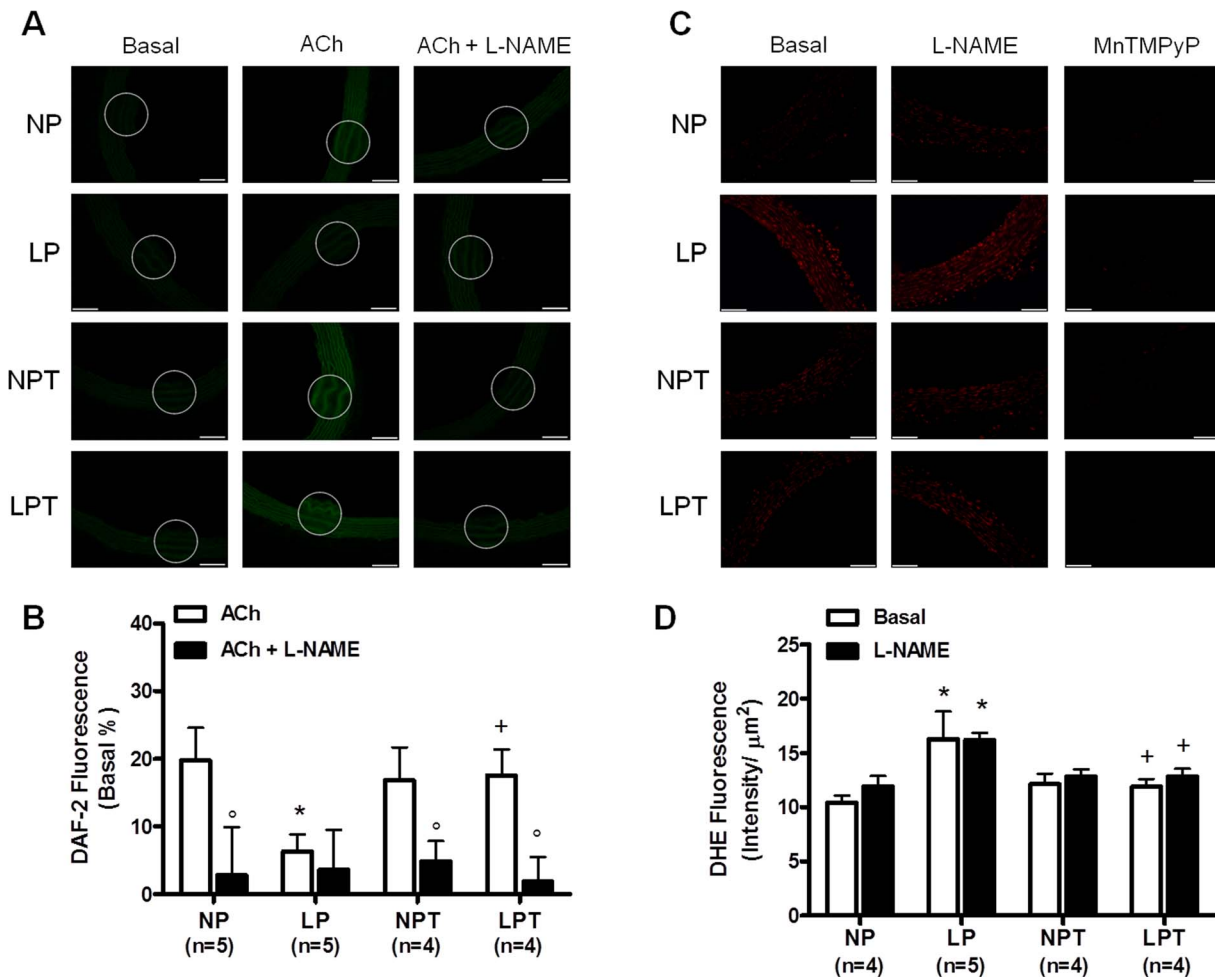 A
Basal ACh ACh + L-NAME
NP
LP
NPT
LPT
B
ACh
ACh + L-NAME
DAF-2 Fluorescence
(Basal %)
40
30
20
10
0
*
+
°
°
°
NP LP NPT LPT
(n=5) (n=5) (n=4) (n=4)
C
Basal L-NAME MnTMPyP
NP
LP
NPT
LPT
D
Basal
L-NAME
DHE Fluorescence
(Intensity/ µm²)
25
20
15
10
5
0
* *
+ +
NP LP NPT LPT
(n=4) (n=5) (n=4) (n=4)